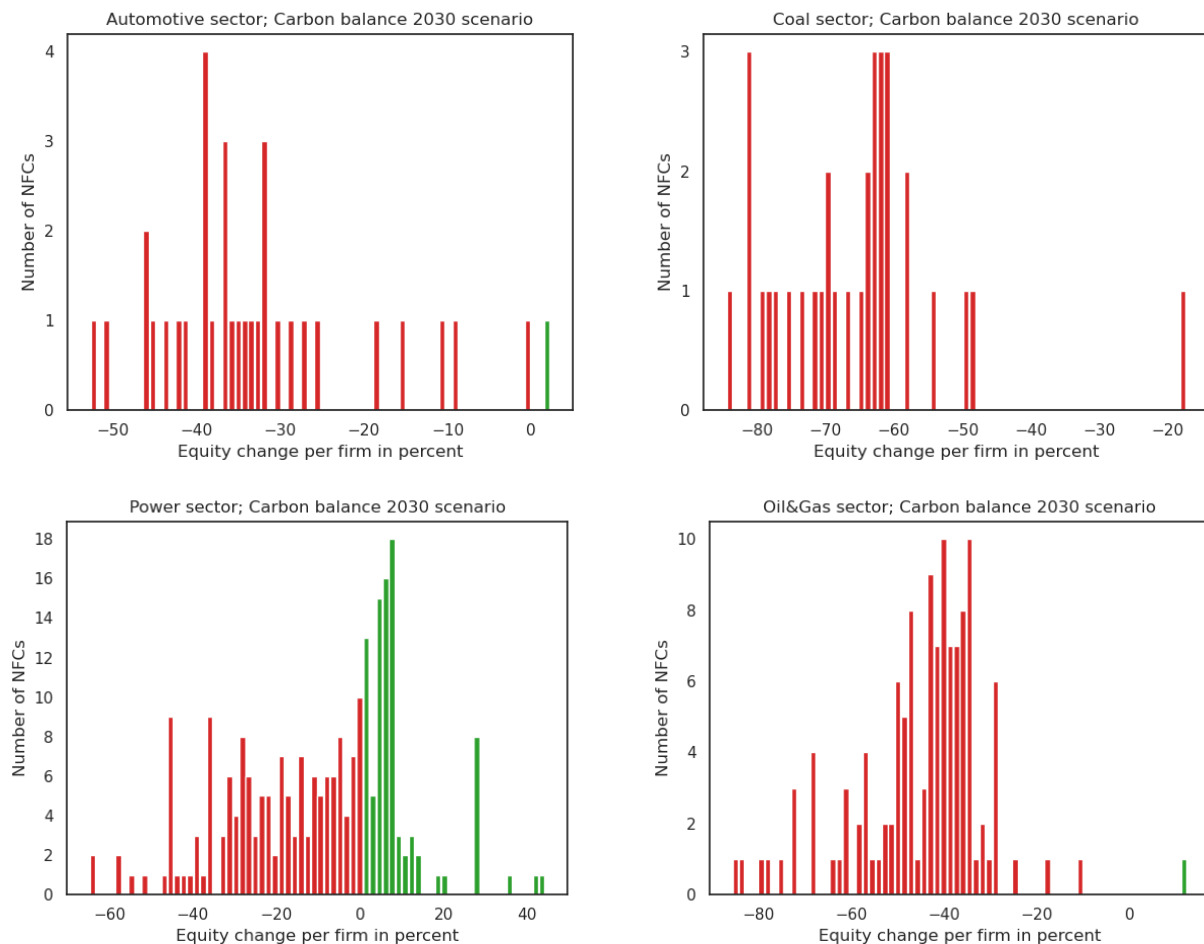 Automotive sector; Carbon balance 2030 scenario
4
3
2
1
0
Number of NFCs
−50 −40 −30 −20 −10 0
Equity change per firm in percent
Coal sector; Carbon balance 2030 scenario
3
2
1
0
Number of NFCs
−80 −70 −60 −50 −40 −30 −20
Equity change per firm in percent
Power sector; Carbon balance 2030 scenario
18
16
14
12
10
8
6
4
2
0
Number of NFCs
−60 −40 −20 0 20 40
Equity change per firm in percent
Oil&Gas sector; Carbon balance 2030 scenario
10
8
6
4
2
0
Number of NFCs
−80 −60 −40 −20 0
Equity change per firm in percent